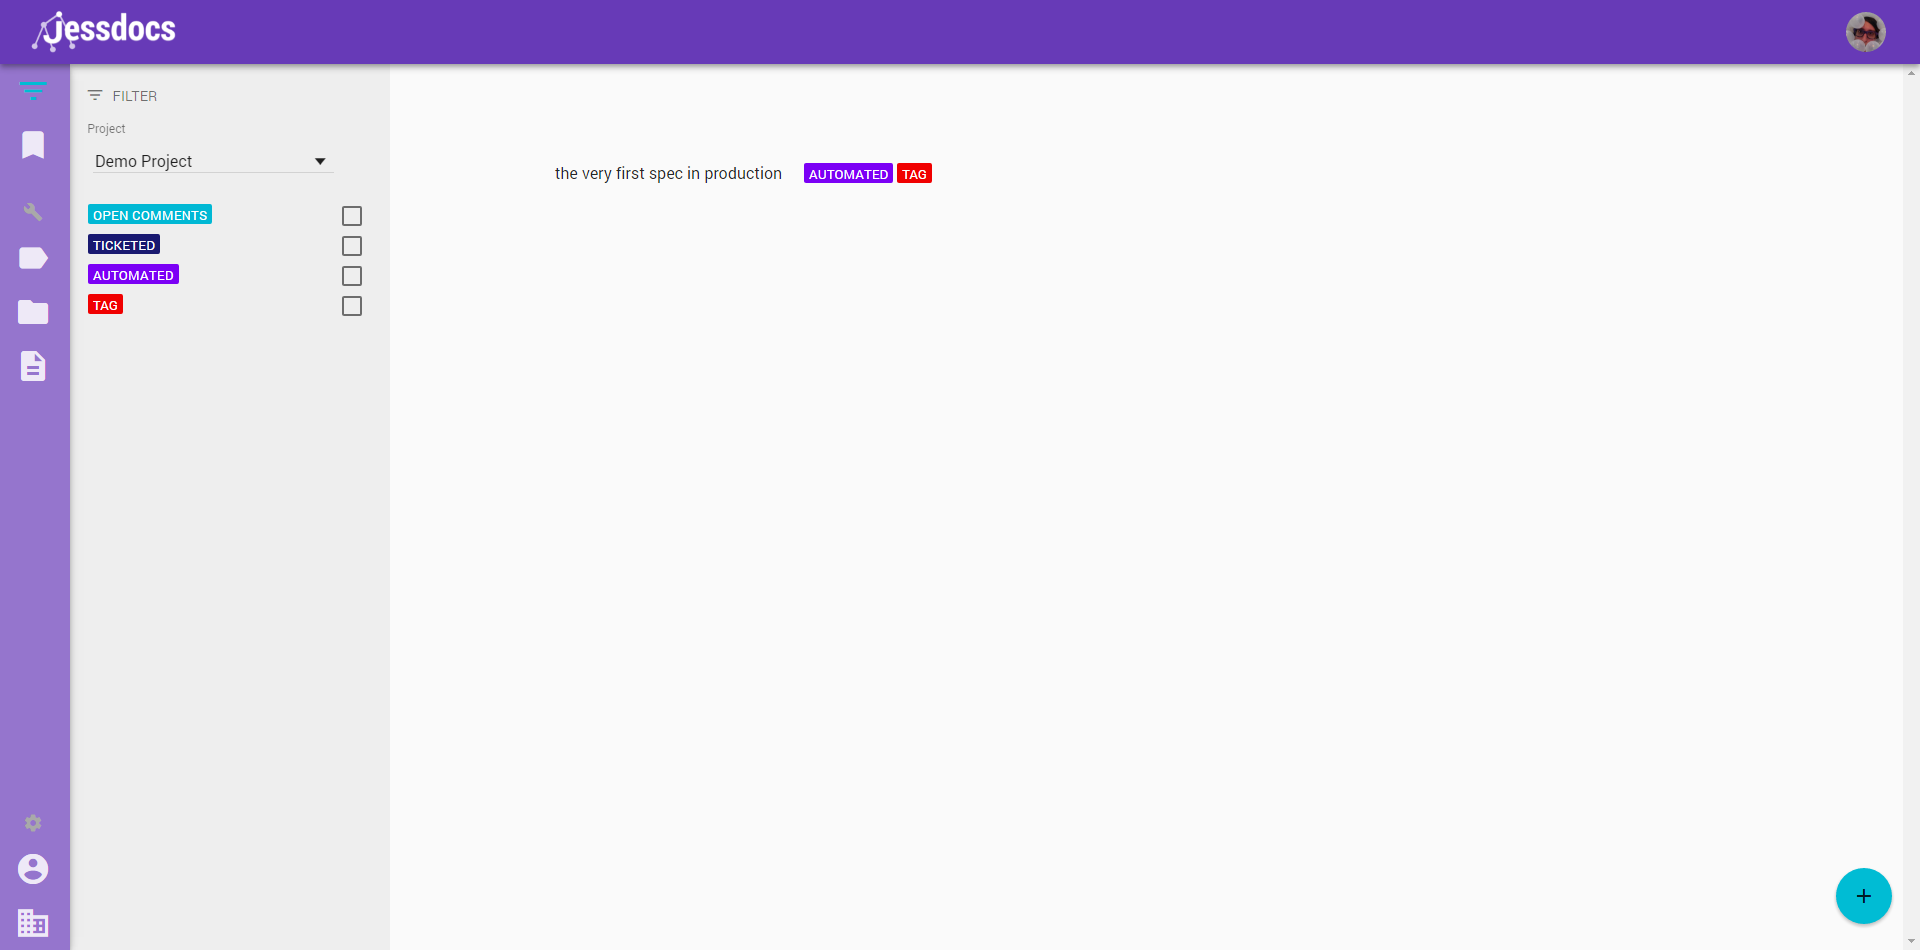 Jessdocs
FILTER
Project
Demo Project
OPEN COMMENTS
TICKETED
AUTOMATED
TAG
the very first spec in production AUTOMATED TAG